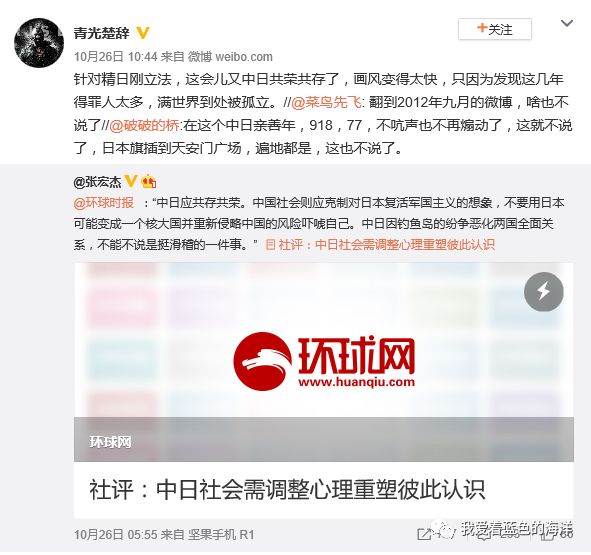 青光楚辞
+关注
10月26日 10:44 来自 微博 weibo.com
针对精日刚立法，这会儿又中日共荣共存了，画风变得太快，只因为发现这几年
得罪人太多，满世界到处被孤立。//@菜鸟先飞: 翻到2012年九月的微博，啥也不
说了//@破破的桥:在这个中日亲善年，918，77，不吭声也不再煽动了，这就不说
了，日本旗插到天安门广场，遍地都是，这也不说了。
@张宏杰
@环球时报 ：“中日应共存共荣。中国社会则应克制对日本复活军国主义的想象，不要用日本
可能变成一个核大国并重新侵略中国的风险吓唬自己。中日因钓鱼岛的纷争恶化两国全面关
系，不能不说是挺滑稽的一件事。” 社评：中日社会需调整心理重塑彼此认识
环球网
www.huanqiu.com
环球网
社评：中日社会需调整心理重塑彼此认识
10月26日 05:55 来自 坚果手机 R1
我爱着蓝色的海洋